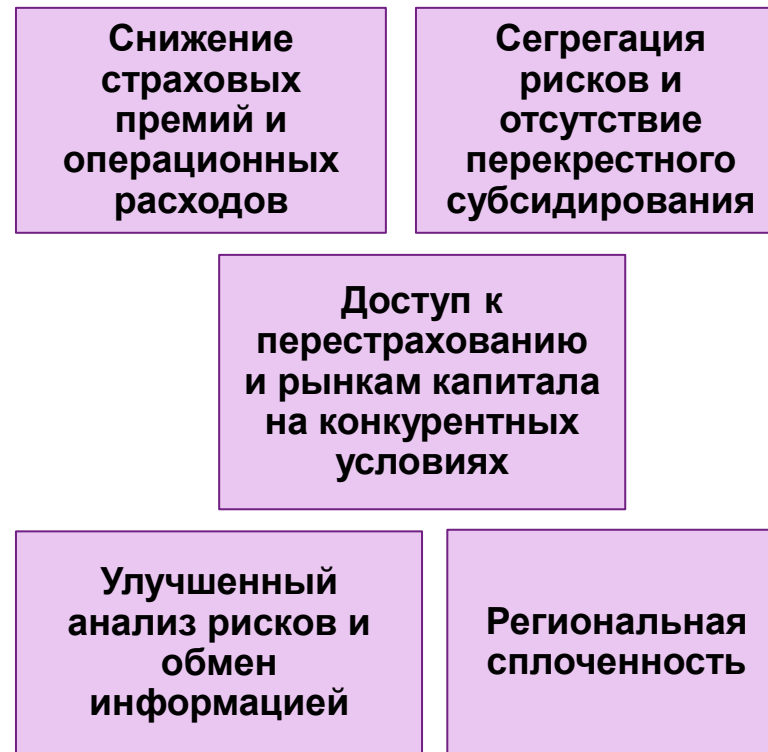 Снижение
страховых
премий и
операционных
расходов
Сегрегация
рисков и
отсутствие
перекрестного
субсидирования
Доступ к
перестрахованию
и рынкам капитала
на конкурентных
условиях
Улучшенный
анализ рисков и
обмен
информацией
Региональная
сплоченность